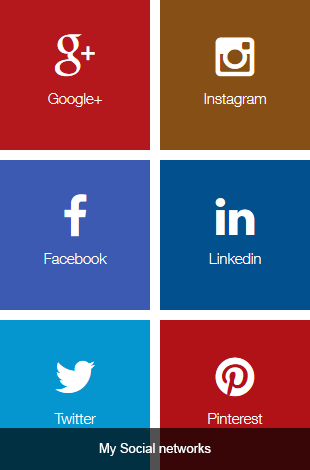 Google+
Instagram
Facebook
Linkedin
Twitter
Pinterest
My Social networks